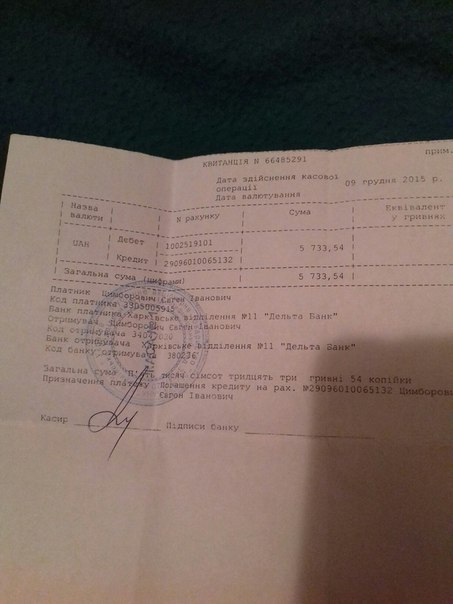 прим.
КВИТАНЦІЯ N 66485291
Дата здійснення касової операції 09 грудня 2015 р.
Дата валютування
Назва валюти N рахунку Сума Еквівалент у гривнях
UAH Дебет 1002519101 5 733,54
Кредит 29096010065132
Загальна сума (цифрами) 5 733,54
Платник Цимборович Євген Іванович
Код платника
Банк платника Харківське відділення №11 "Дельта Банк"
Отримувач Цимборович Євген Іванович
Код отримувача
Банк отримувача Харківське відділення №11 "Дельта Банк"
Код банку отримувача 380236
Загальна сума тисяч сімсот тридцять три гривні 54 копійки
Призначення платежу Погашення кредиту на рах. №29096010065132
Євген Іванович
Касир Підписи банку